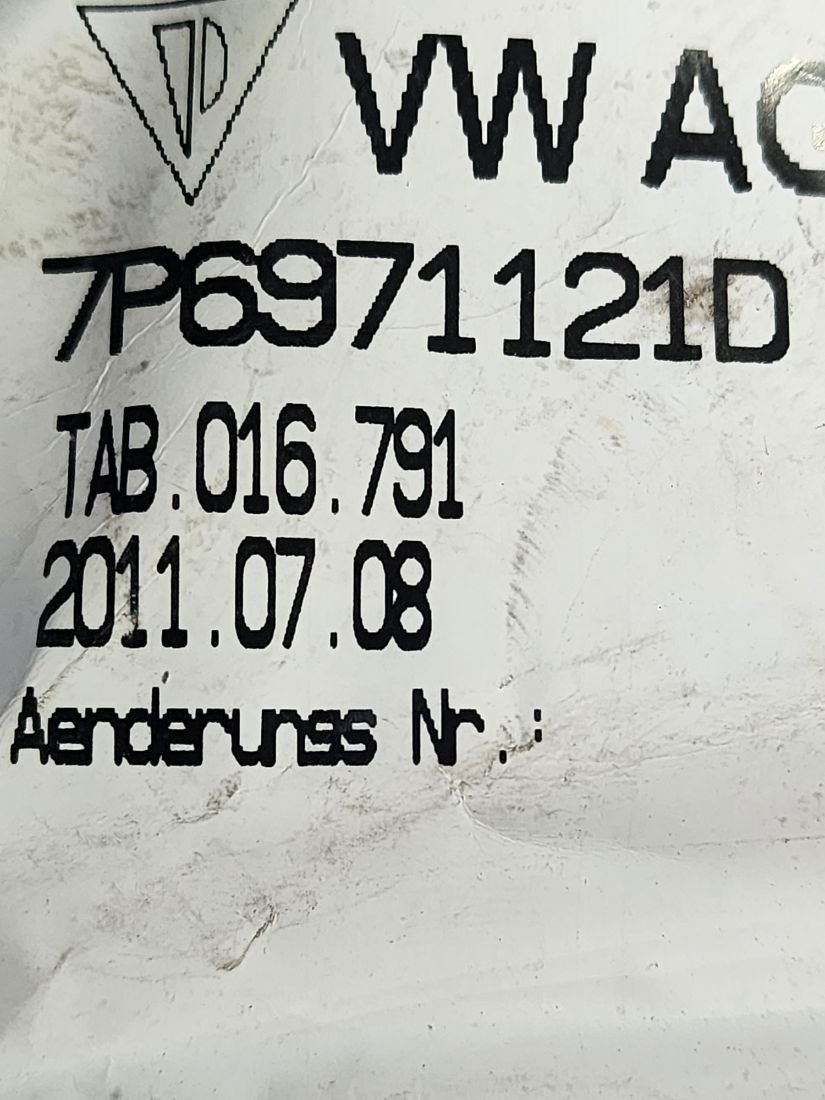 VW AG
7P6971121D
TAB.016.791
2011.07.08
Aenderungs Nr.: